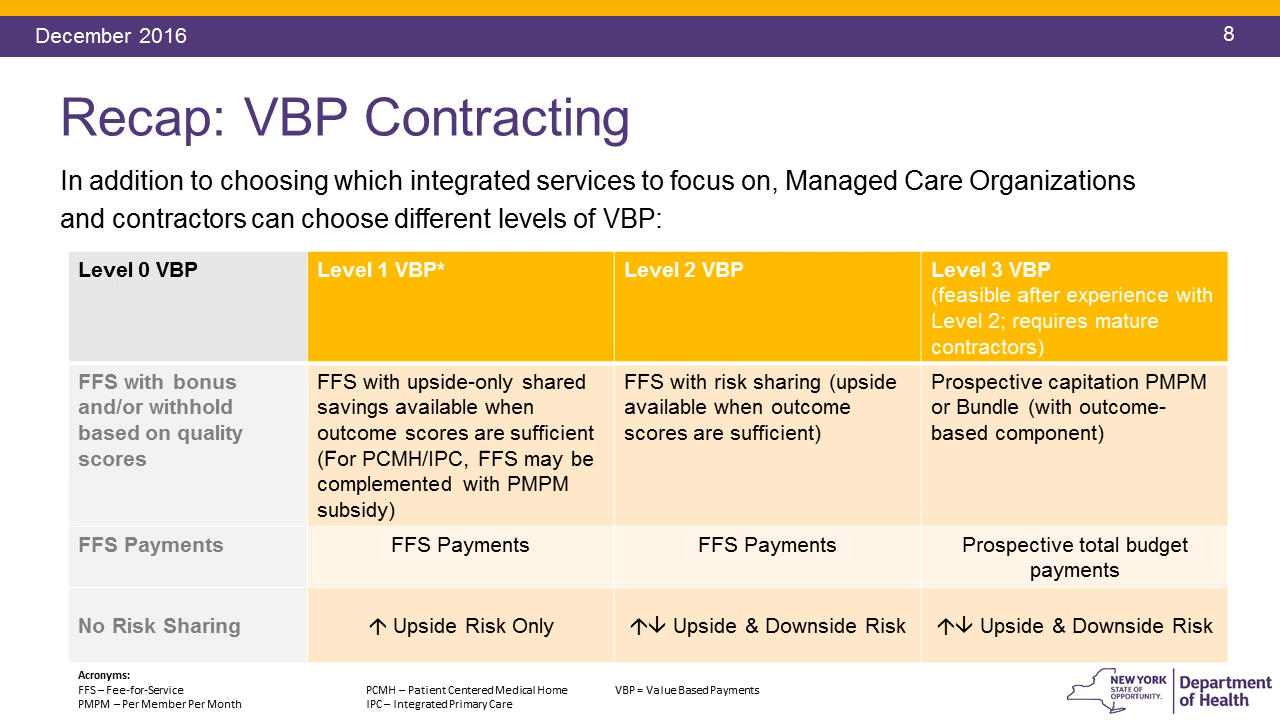 December 2016
8
Recap: VBP Contracting
In addition to choosing which integrated services to focus on, Managed Care Organizations
and contractors can choose different levels of VBP:
Level 0 VBP
Level 1 VBP*
Level 2 VBP
Level 3 VBP
(feasible after experience with
Level 2; requires mature
contractors)
FFS with bonus
and/or withhold
based on quality
scores
FFS with upside-only shared
savings available when
outcome scores are sufficient
(For PCMH/IPC, FFS may be
complemented with PMPM
subsidy)
FFS with risk sharing (upside
available when outcome
scores are sufficient)
Prospective capitation PMPM
or Bundle (with outcome-
based component)
FFS Payments
FFS Payments
FFS Payments
Prospective total budget
payments
No Risk Sharing
↑ Upside Risk Only
↑↓ Upside & Downside Risk
↑↓ Upside & Downside Risk
Acronyms:
FFS – Fee-for-Service
PCMH – Patient Centered Medical Home
VBP = Value Based Payments
PMPM – Per Member Per Month
IPC – Integrated Primary Care
NEW YORK
STATE OF
OPPORTUNITY.
Department
of Health